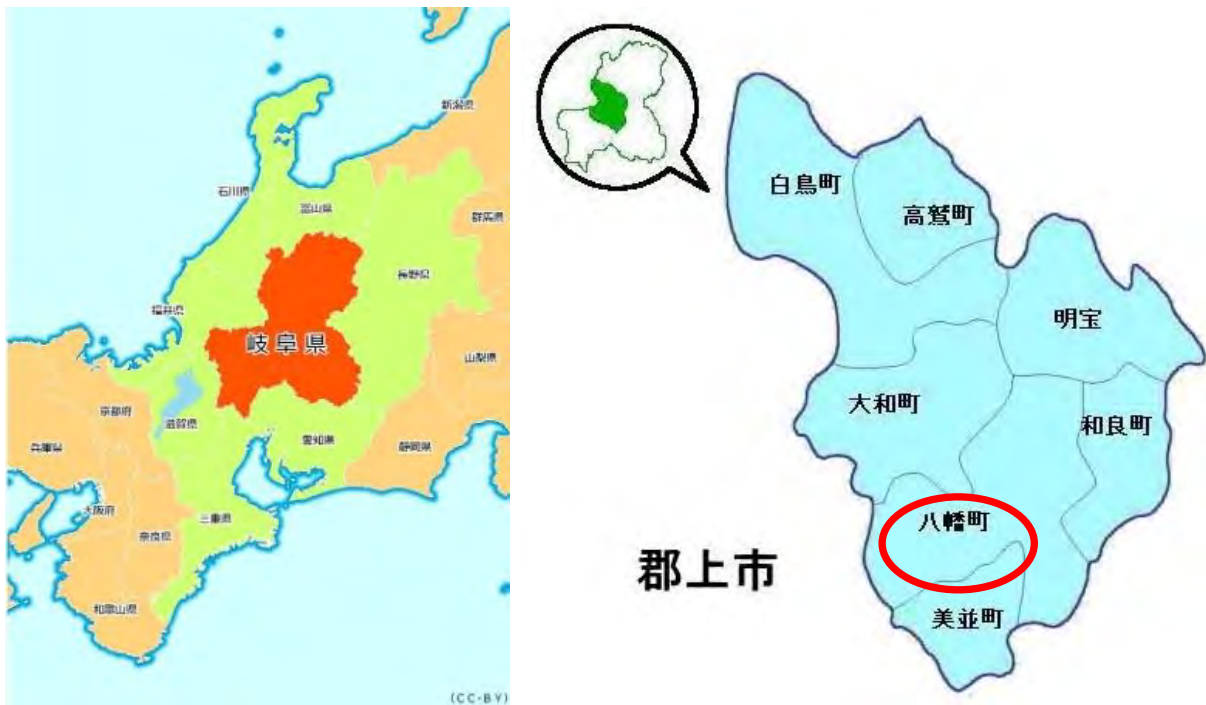 新潟県
石川県
富山県
群馬県
長野県
福井県
岐阜県
山梨県
京都府
滋賀県
愛知県
兵庫県
静岡県
大阪府
三重県
奈良県
和歌山県
(CC-BY)
白鳥町
高鷲町
明宝
大和町
和良町
八幡町
郡上市
美並町